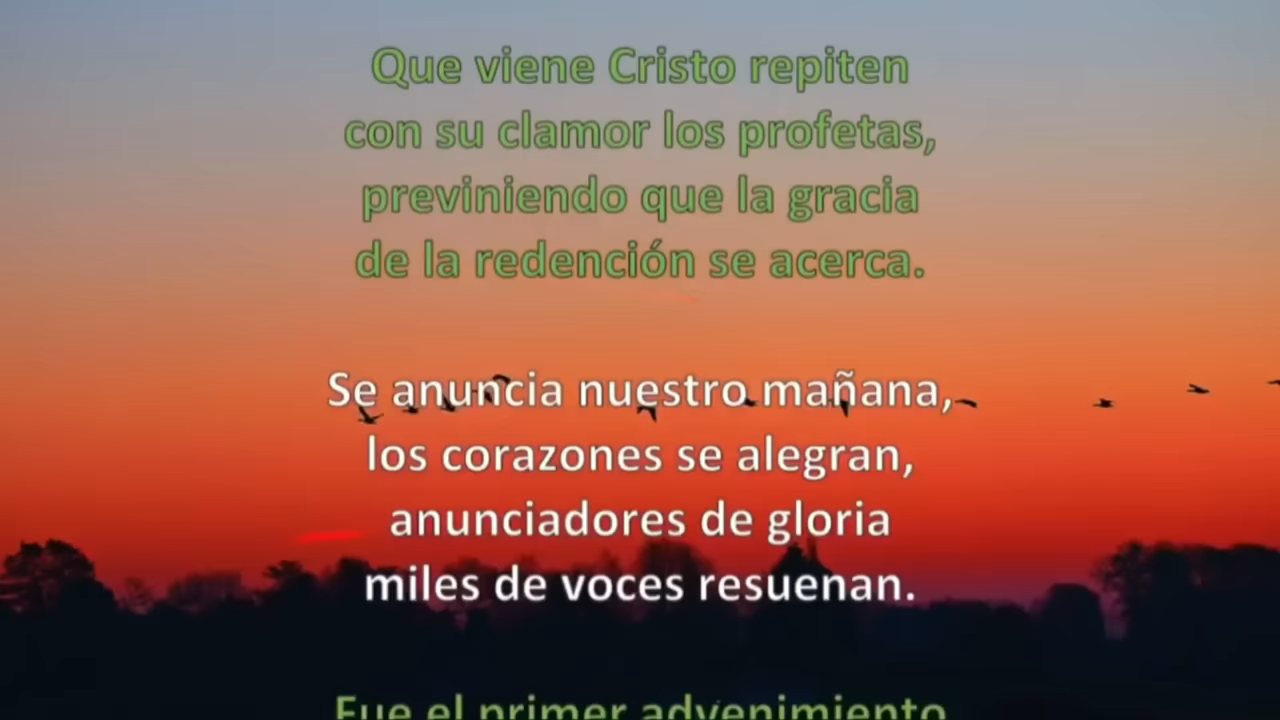 Que viene Cristo repiten
con su clamor los profetas,
previniendo que la gracia
de la redención se acerca.
Se anuncia nuestro mañana,
los corazones se alegran,
anunciadores de gloria
miles de voces resuenan.
Fue el primer advenimiento